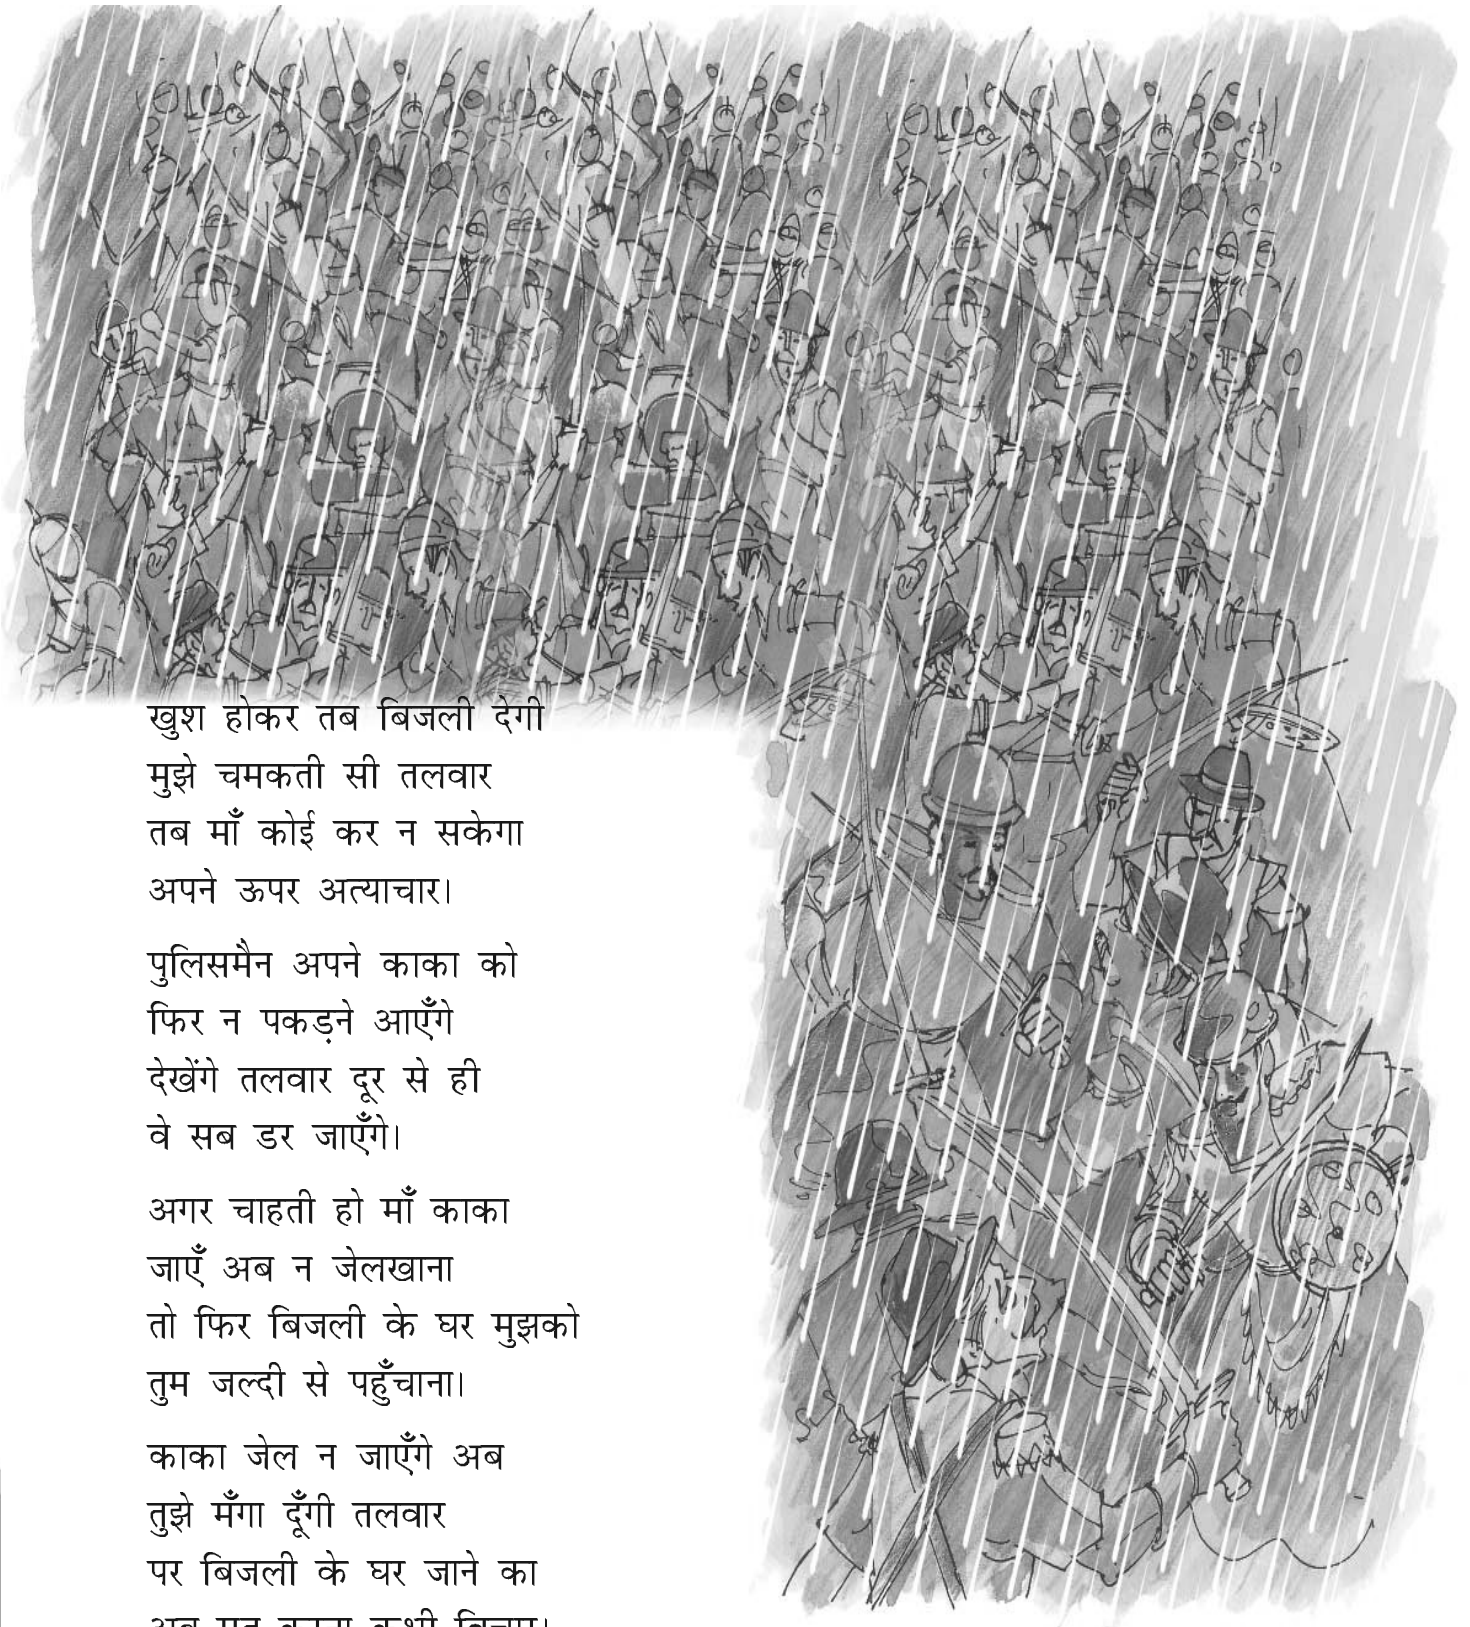 खुश होकर तब बिजली देगी
मुझे चमकती सी तलवार
तब माँ कोई कर न सकेगा
अपने ऊपर अत्याचार।
पुलिसमैन अपने काका को
फिर न पकड़ने आएँगे
देखेंगे तलवार दूर से ही
वे सब डर जाएँगे।
अगर चाहती हो माँ काका
जाएँ अब न जेलखाना
तो फिर बिजली के घर मुझको
तुम जल्दी से पहुँचाना।
काका जेल न जाएँगे अब
तुझे मँगा दूँगी तलवार
पर बिजली के घर जाने का